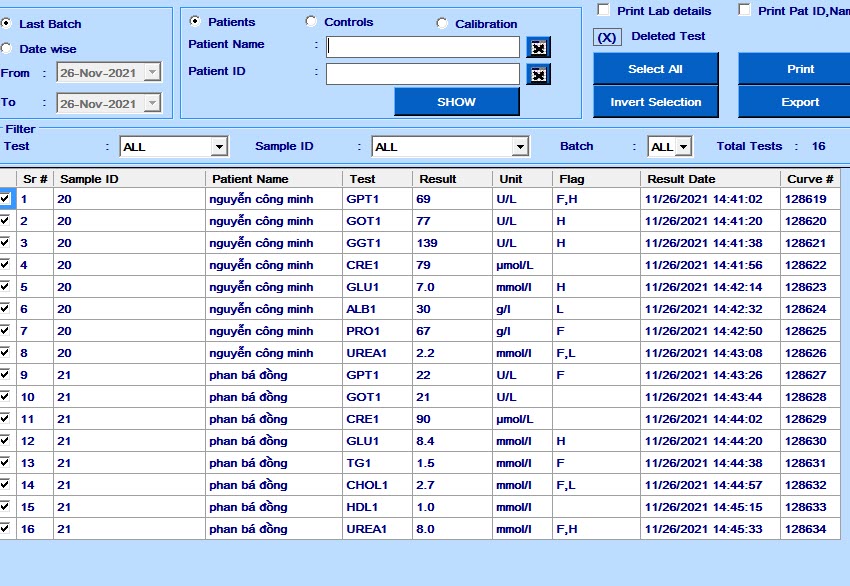 Last Batch
Date wise
From : 26-Nov-2021
To : 26-Nov-2021
Patients Controls Calibration
Patient Name :
Patient ID :
SHOW
Print Lab details Print Pat ID,Nam
(X) Deleted Test
Select All Print
Invert Selection Export
Filter
Test : ALL Sample ID : ALL Batch : ALL Total Tests : 16
Sr # Sample ID Patient Name Test Result Unit Flag Result Date Curve #
1 20 nguyễn công minh GPT1 69 U/L F,H 11/26/2021 14:41:02 128619
2 20 nguyễn công minh GOT1 77 U/L H 11/26/2021 14:41:20 128620
3 20 nguyễn công minh GGT1 139 U/L H 11/26/2021 14:41:38 128621
4 20 nguyễn công minh CRE1 79 µmol/L 11/26/2021 14:41:56 128622
5 20 nguyễn công minh GLU1 7.0 mmol/l H 11/26/2021 14:42:14 128623
6 20 nguyễn công minh ALB1 30 g/l L 11/26/2021 14:42:32 128624
7 20 nguyễn công minh PRO1 67 g/l F 11/26/2021 14:42:50 128625
8 20 nguyễn công minh UREA1 2.2 mmol/l F,L 11/26/2021 14:43:08 128626
9 21 phan bá đồng GPT1 22 U/L F 11/26/2021 14:43:26 128627
10 21 phan bá đồng GOT1 21 U/L 11/26/2021 14:43:44 128628
11 21 phan bá đồng CRE1 90 µmol/L 11/26/2021 14:44:02 128629
12 21 phan bá đồng GLU1 8.4 mmol/l H 11/26/2021 14:44:20 128630
13 21 phan bá đồng TG1 1.5 mmol/l F 11/26/2021 14:44:38 128631
14 21 phan bá đồng CHOL1 2.7 mmol/l F,L 11/26/2021 14:44:57 128632
15 21 phan bá đồng HDL1 1.0 mmol/l 11/26/2021 14:45:15 128633
16 21 phan bá đồng UREA1 8.0 mmol/l F,H 11/26/2021 14:45:33 128634